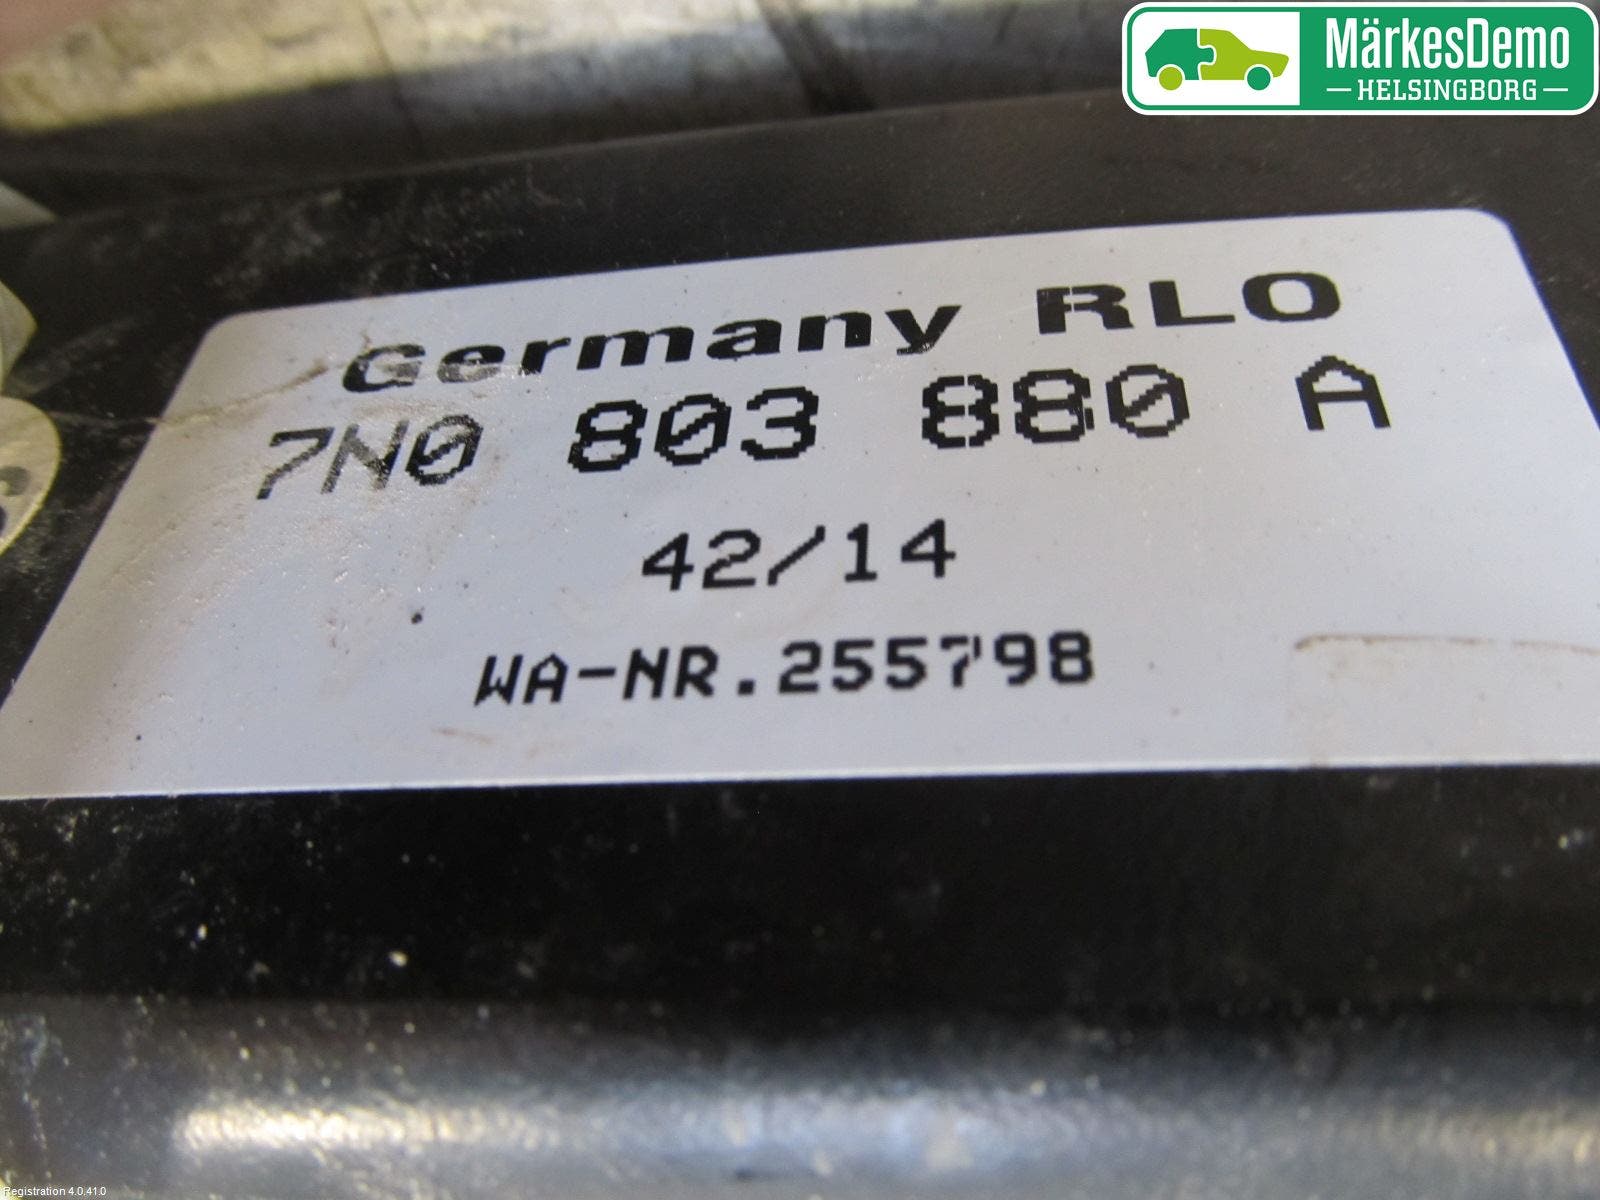 MärkesDemo
HELSINGBORG
Germany RLO
7N0 803 880 A
42/14
WA-NR.255798
Registration 4.0.41.0